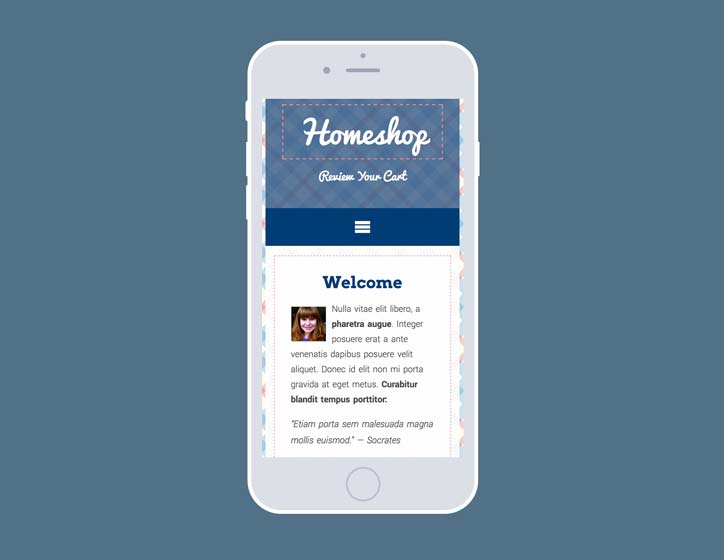 Homeshop
Review Your Cart
Welcome
Nulla vitae elit libero, a
pharetra augue. Integer
posuere erat a ante
venenatis dapibus posuere velit
aliquet. Donec id elit non mi porta
gravida at eget metus. Curabitur
blandit tempus porttitor.
"Etiam porta sem malesuada magna
mollis euismod." — Socrates